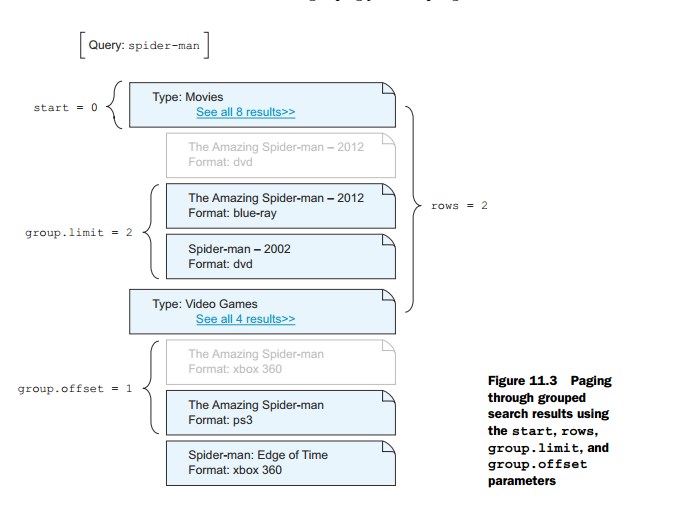 Query: spider-man
Type: Movies
See all 8 results>>
start = 0
The Amazing Spider-man – 2012
Format: dvd
The Amazing Spider-man – 2012
Format: blue-ray
rows = 2
group.limit = 2
Spider-man – 2002
Format: dvd
Type: Video Games
See all 4 results>>
The Amazing Spider-man
Format: xbox 360
group.offset = 1
The Amazing Spider-man
Format: ps3
Spider-man: Edge of Time
Format: xbox 360
Figure 11.3 Paging
through grouped
search results using
the start, rows,
group.limit, and
group.offset
parameters